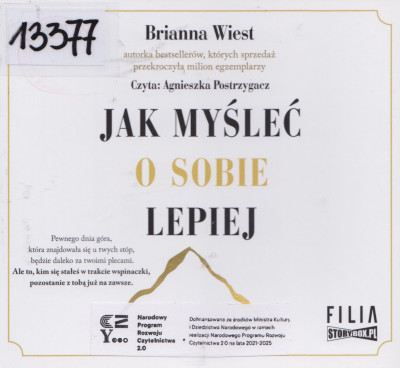 13377
Brianna Wiest
autorka bestsellerów, których sprzedaż
przekroczyła milion egzemplarzy
Czyta: Agnieszka Postrzygacz
JAK MYŚLEĆ
O SOBIE
LEPIEJ
Pewnego dnia góra,
która znajdowała się u twych stóp,
będzie daleko za twoimi plecami.
Ale to, kim się stałeś w trakcie wspinaczki,
pozostanie z tobą już na zawsze.
Narodowy
Program
Rozwoju
Czytelnictwa
2.0
Dofinansowano ze środków Ministra Kultury
i Dziedzictwa Narodowego w ramach
realizacji Narodowego Programu Rozwoju
Czytelnictwa 2.0 na lata 2021-2025
FILIA
STORYBOX.PL